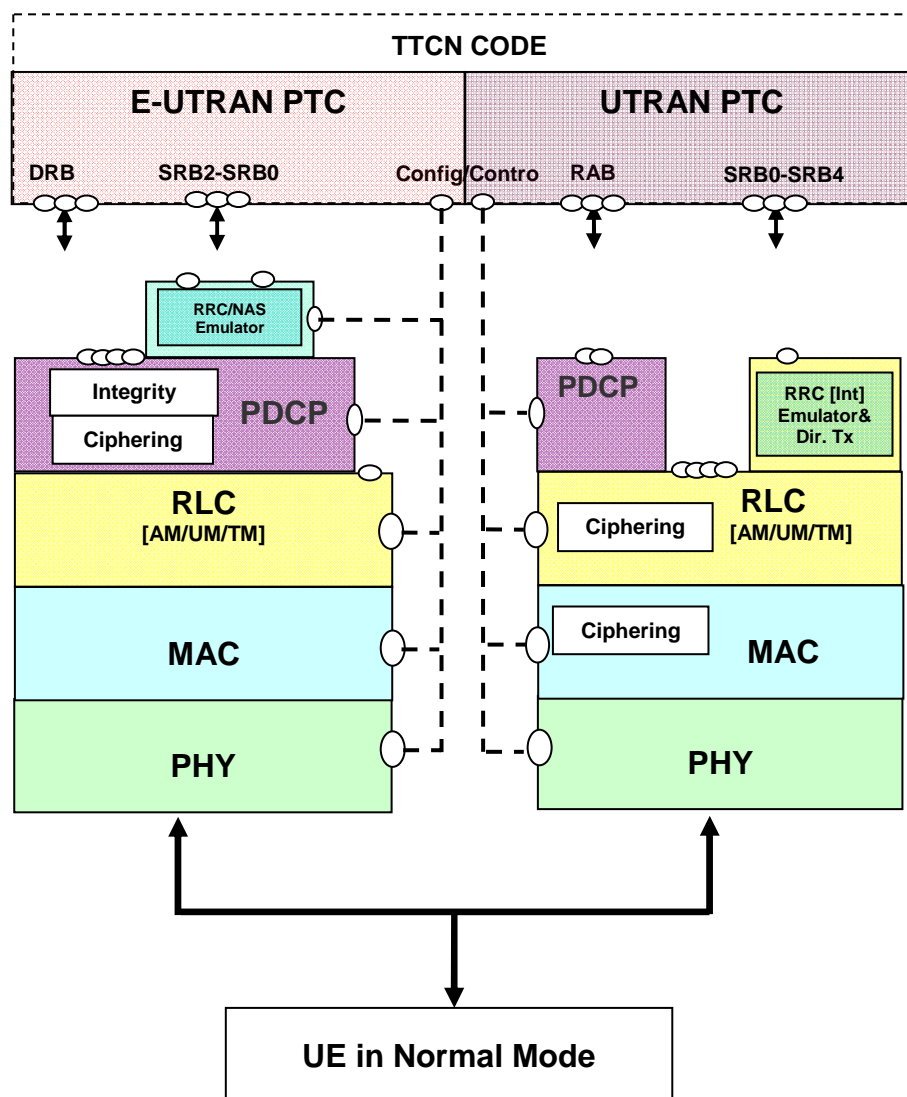 TTCN CODE
E-UTRAN PTC
UTRAN PTC
DRB
SRB2-SRB0
Config/Contro
RAB
SRB0-SRB4
RRC/NAS
Emulator
Integrity
Ciphering
PDCP
PDCP
RRC [Int]
Emulator&
Dir. Tx
RLC
[AM/UM/TM]
Ciphering
RLC
[AM/UM/TM]
MAC
Ciphering
MAC
PHY
PHY
UE in Normal Mode